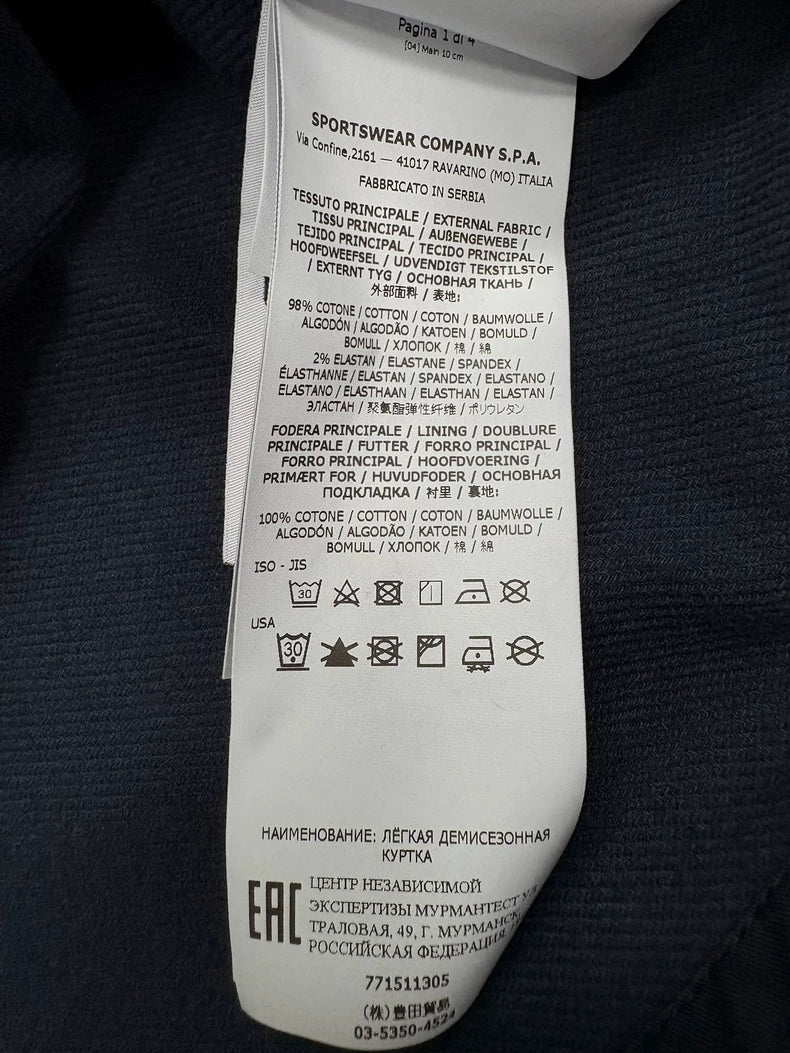 Pagina 1 di 4
[04] Main 10 cm
SPORTSWEAR COMPANY S.P.A.
Via Confine,2161 — 41017 RAVARINO (MO) ITALIA
FABBRICATO IN SERBIA
TESSUTO PRINCIPALE / EXTERNAL FABRIC /
TISSU PRINCIPAL / AUßENGEWEBE /
TEJIDO PRINCIPAL / TECIDO PRINCIPAL /
HOOFDWEEFSEL / UDVENDIGT TEKSTILSTOF
/ EXTERNT TYG / ОСНОВНАЯ ТКАНЬ /
外部面料 / 表地:
98% COTONE / COTTON / COTON / BAUMWOLLE /
ALGODÓN / ALGODÃO / KATOEN / BOMULD /
BOMULL / ХЛОПОК / 棉 / 綿
2% ELASTAN / ELASTANE / SPANDEX /
ÉLASTHANNE / ELASTAN / SPANDEX / ELASTANO /
ELASTANO / ELASTHAAN / ELASTHAN / ELASTAN /
ЭЛАСТАН / 聚氨酯弹性纤维 / ポリウレタン
FODERA PRINCIPALE / LINING / DOUBLURE
PRINCIPALE / FUTTER / FORRO PRINCIPAL /
FORRO PRINCIPAL / HOOFDVOERING /
PRIMÆRT FOR / HUVUDFODER / ОСНОВНАЯ
ПОДКЛАДКА / 衬里 / 裏地:
100% COTONE / COTTON / COTON / BAUMWOLLE /
ALGODÓN / ALGODÃO / KATOEN / BOMULD /
BOMULL / ХЛОПОК / 棉 / 綿
ISO - JIS
30
USA
30
НАИМЕНОВАНИЕ: ЛЁГКАЯ ДЕМИСЕЗОННАЯ
КУРТКА
EAC
ЦЕНТР НЕЗАВИСИМОЙ
ЭКСПЕРТИЗЫ МУРМАНТЕСТ УЛ.
ТРАЛОВАЯ, 49, Г. МУРМАНСК,
РОССИЙСКАЯ ФЕДЕРАЦИЯ,
771511305
(株)豊田貿易
03-5350-4524